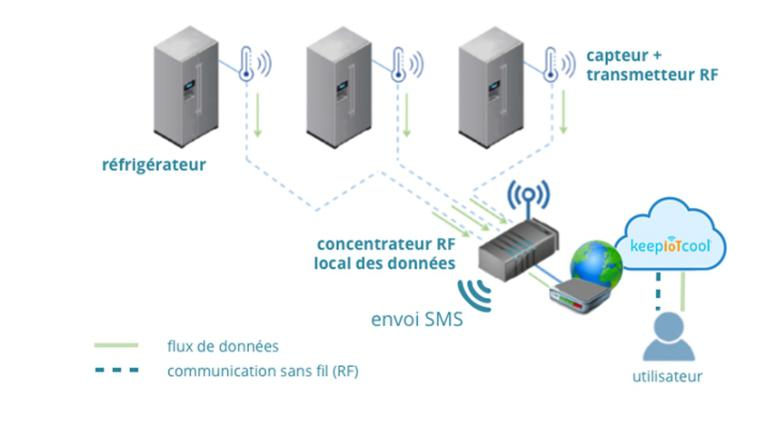 capteur +
transmetteur RF
réfrigérateur
concentrateur RF
local des données
keepIoTcool
envoi SMS
flux de données
communication sans fil (RF)
utilisateur